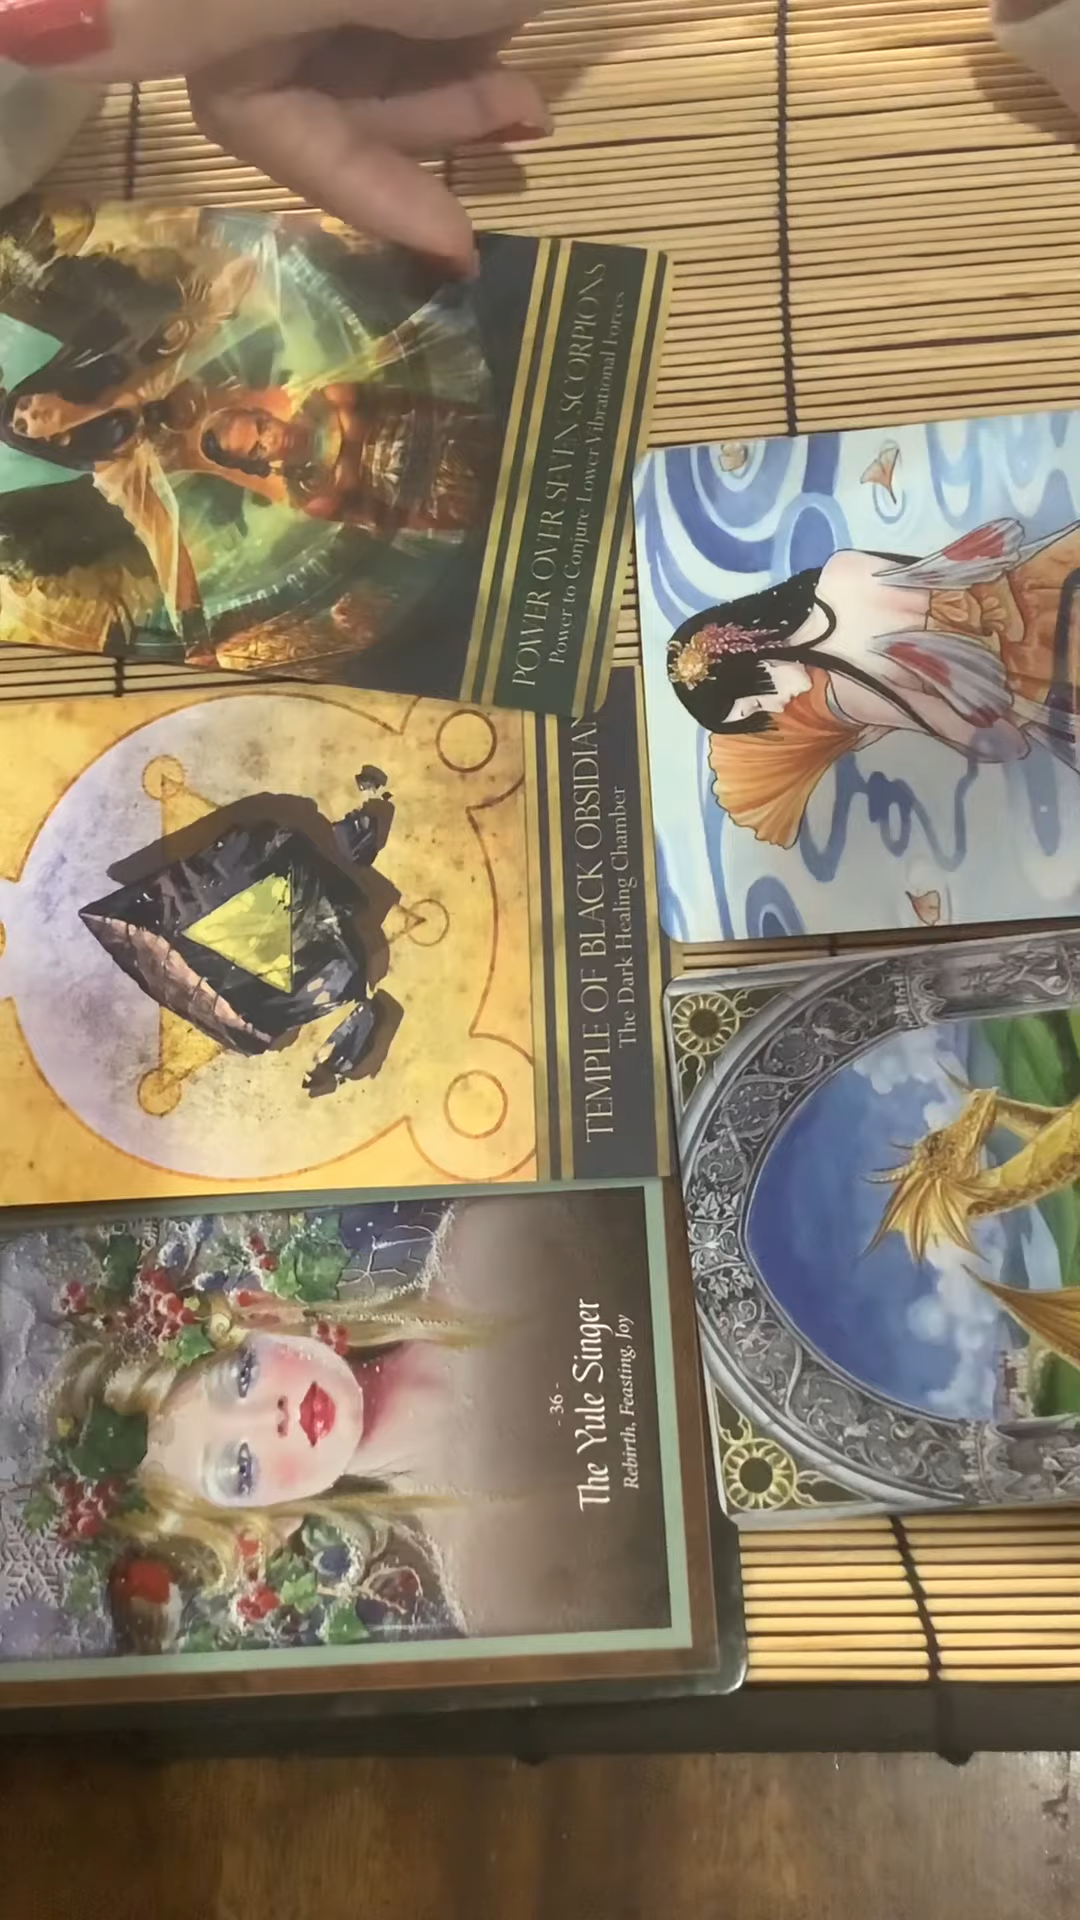 POWER OVER SEVEN SCORPIONS
Power to Conjure Lower Vibrational Forces
TEMPLE OF BLACK OBSIDIAN
The Dark Healing Chamber
- 36 -
The Yule Singer
Rebirth, Feasting, Joy